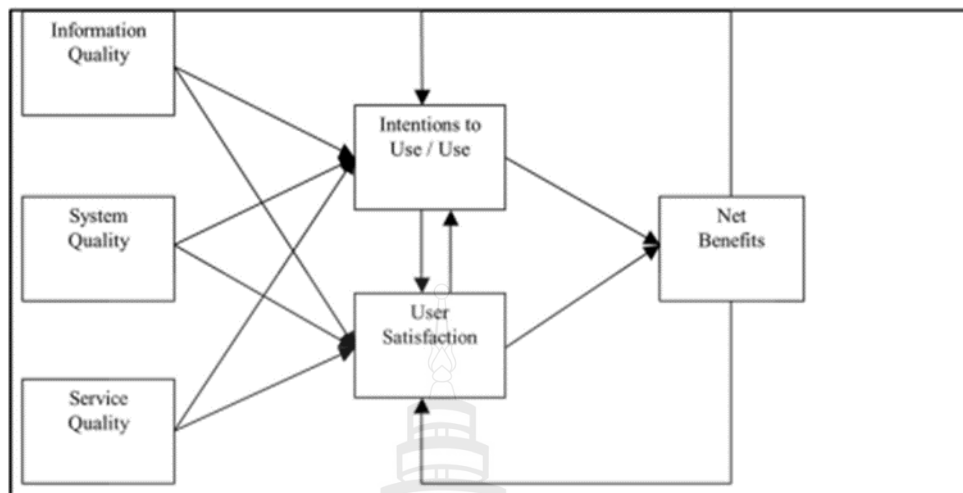 Information
Quality
System
Quality
Service
Quality
Intentions to
Use / Use
User
Satisfaction
Net
Benefits